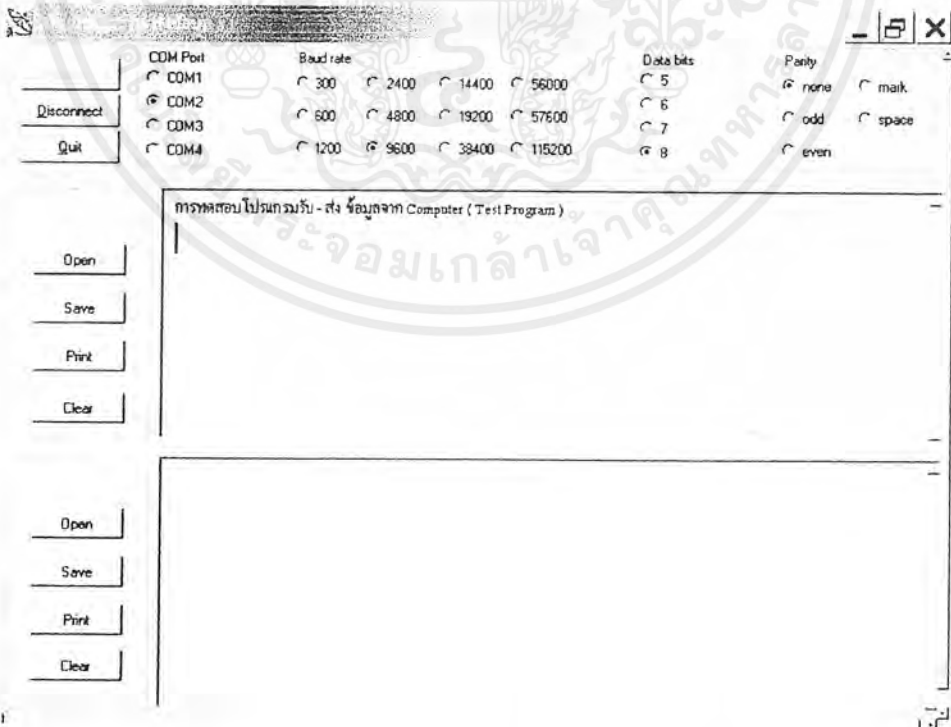 COM Port
COM1
COM2
COM3
COM4
Baud rate
300 2400 14400 56000
600 4800 19200 57600
1200 9600 38400 115200
Data bits
5
6
7
8
Parity
none mark
odd space
even
Disconnect
Quit
การทดสอบโปรแกรมรับ - ส่ง ข้อมูลจาก Computer ( Test Program )
Open
Save
Print
Clear
Open
Save
Print
Clear